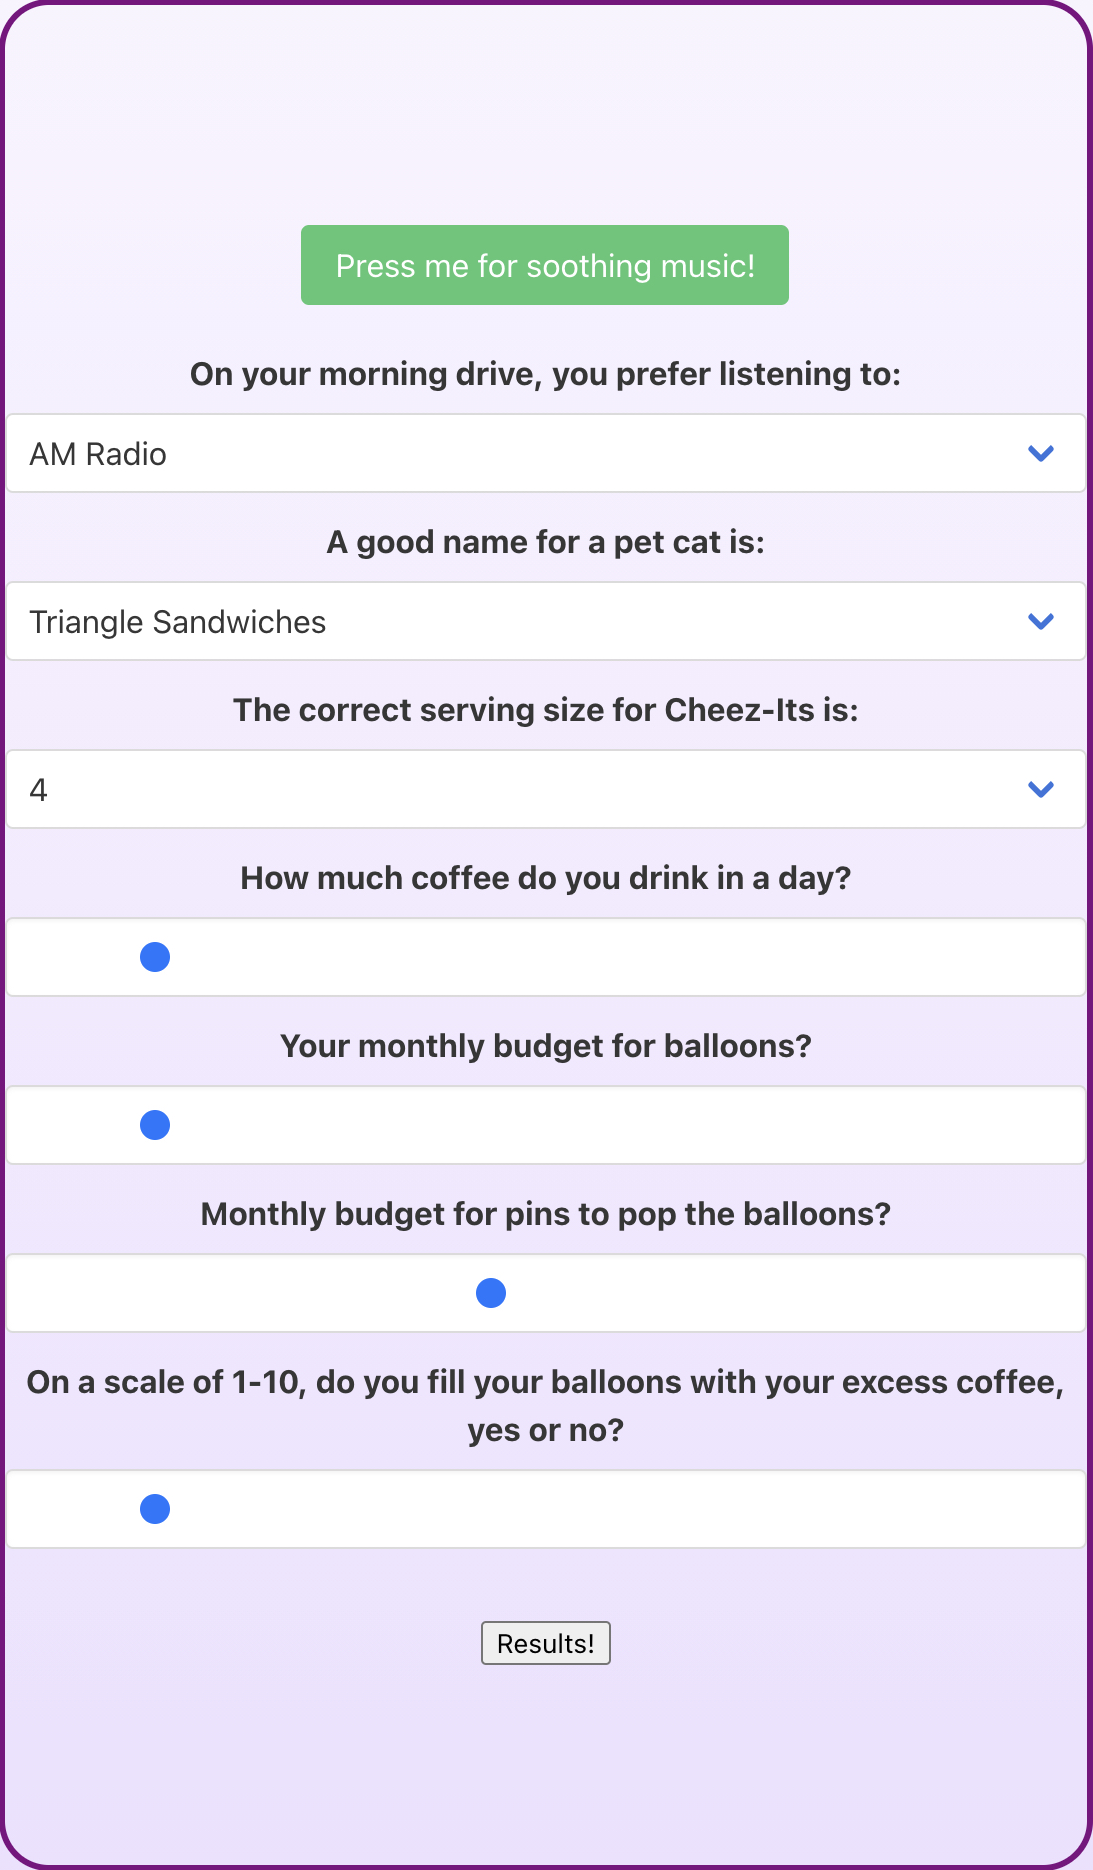 Press me for soothing music!
On your morning drive, you prefer listening to:
AM Radio
A good name for a pet cat is:
Triangle Sandwiches
The correct serving size for Cheez-Its is:
4
How much coffee do you drink in a day?
Your monthly budget for balloons?
Monthly budget for pins to pop the balloons?
On a scale of 1-10, do you fill your balloons with your excess coffee,
yes or no?
Results!